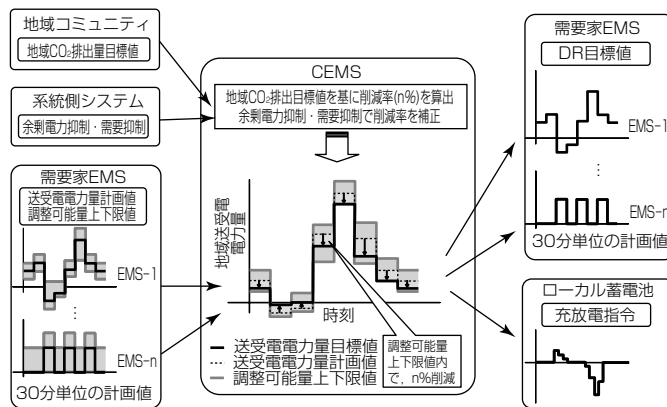 地域コミュニティ
地域CO₂排出量目標値
系統側システム
余剰電力抑制・需要抑制
需要家EMS
送受電電力量計画値
調整可能量上下限値
EMS-1
⋮
EMS-n
30分単位の計画値
CEMS
地域CO₂排出目標値を基に削減率(n%)を算出
余剰電力抑制・需要抑制で削減率を補正
地域送受電
電力量
時刻
送受電電力量目標値
送受電電力量計画値
調整可能量上下限値
調整可能量
上下限値内
で，n%削減
需要家EMS
DR目標値
EMS-1
⋮
EMS-n
30分単位の計画値
ローカル蓄電池
充放電指令